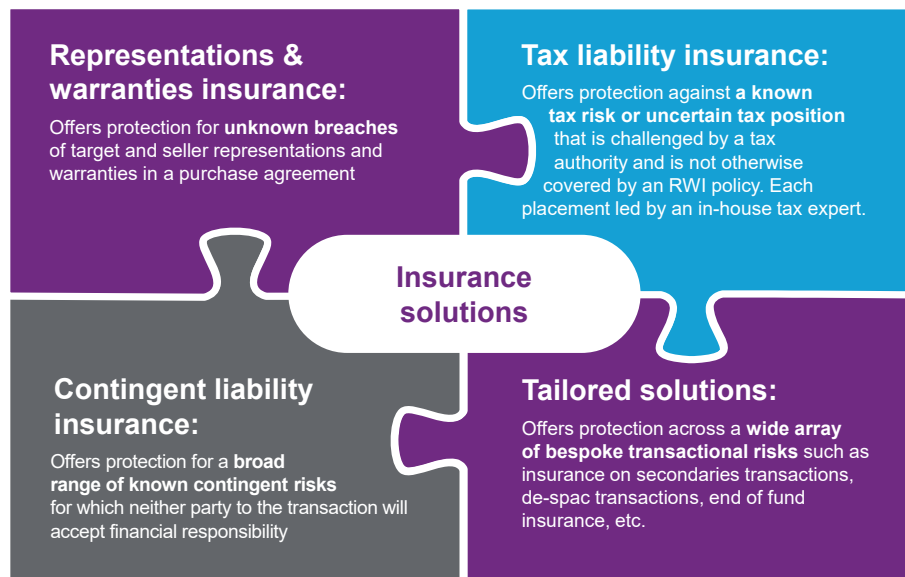 Representations &
warranties insurance:
Offers protection for unknown breaches
of target and seller representations and
warranties in a purchase agreement
Tax liability insurance:
Offers protection against a known
tax risk or uncertain tax position
that is challenged by a tax
authority and is not otherwise
covered by an RWI policy. Each
placement led by an in-house tax expert.
Insurance
solutions
Contingent liability
insurance:
Offers protection for a broad
range of known contingent risks
for which neither party to the transaction will
accept financial responsibility
Tailored solutions:
Offers protection across a wide array
of bespoke transactional risks such as
insurance on secondaries transactions,
de-spac transactions, end of fund
insurance, etc.